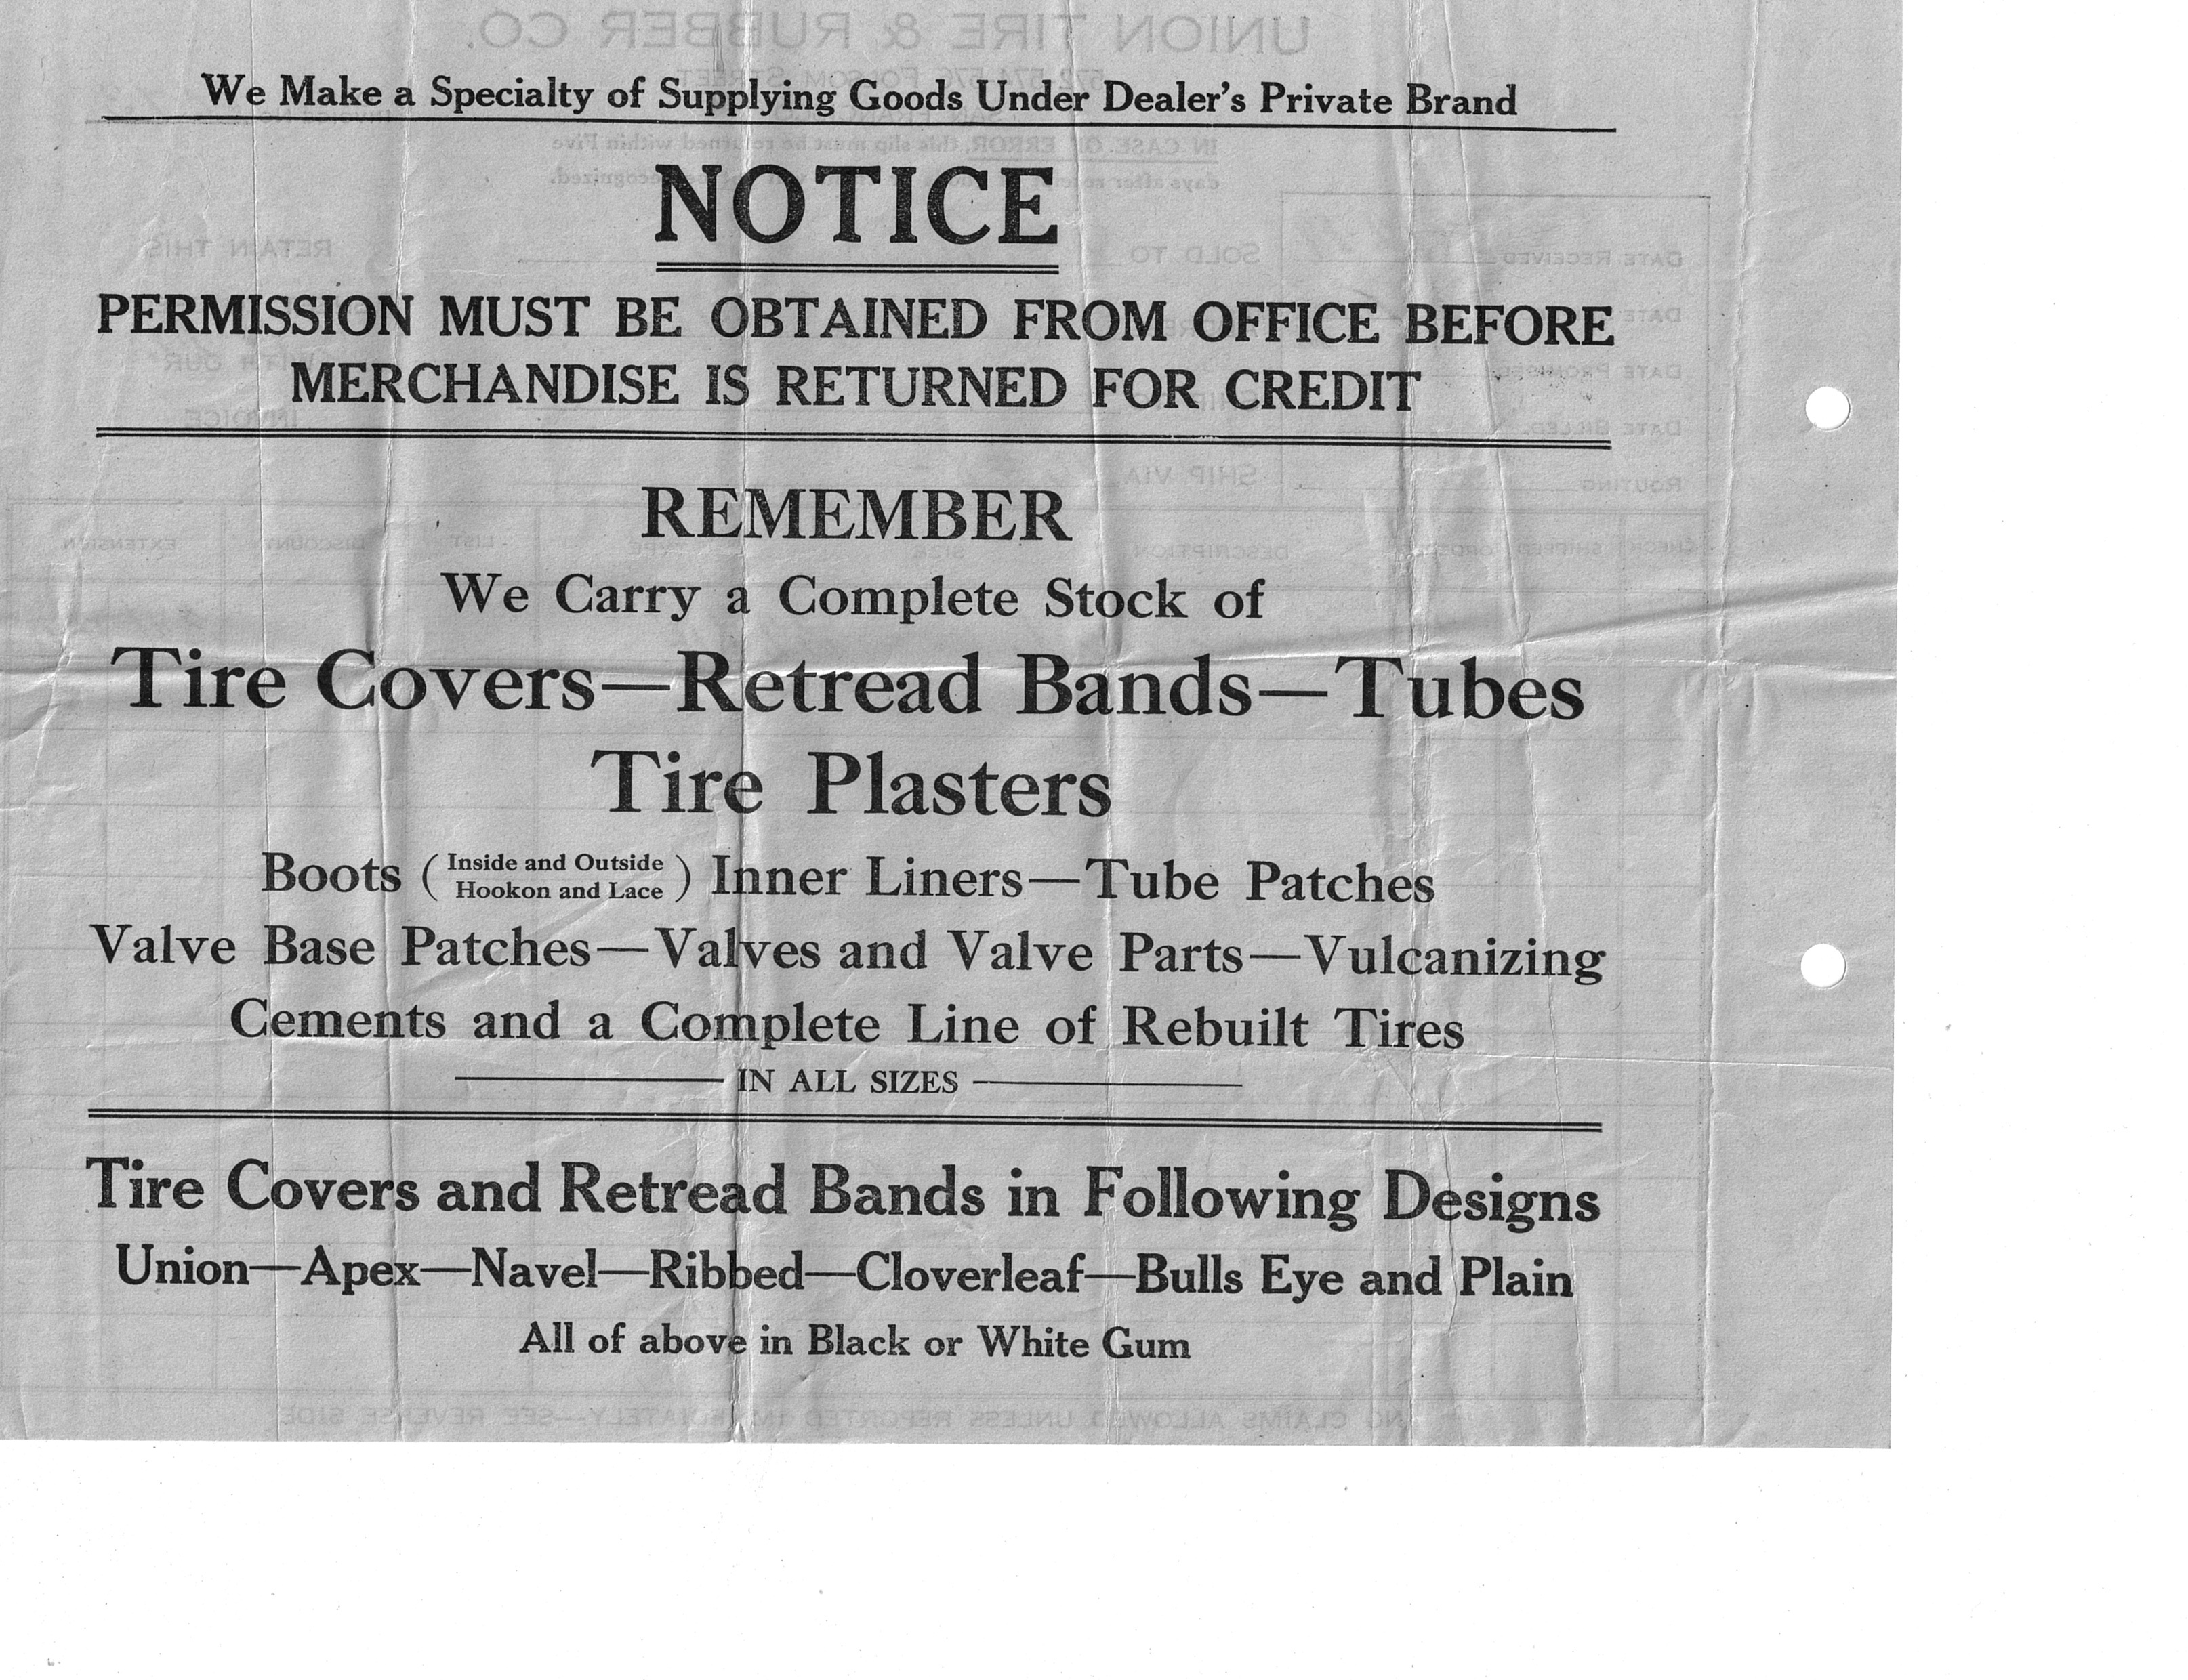 We Make a Specialty of Supplying Goods Under Dealer's Private Brand
NOTICE
PERMISSION MUST BE OBTAINED FROM OFFICE BEFORE
MERCHANDISE IS RETURNED FOR CREDIT
REMEMBER
We Carry a Complete Stock of
Tire Covers—Retread Bands—Tubes
Tire Plasters
Boots ( Inside and Outside Hookon and Lace ) Inner Liners—Tube Patches
Valve Base Patches—Valves and Valve Parts—Vulcanizing
Cements and a Complete Line of Rebuilt Tires
IN ALL SIZES
Tire Covers and Retread Bands in Following Designs
Union—Apex—Navel—Ribbed—Cloverleaf—Bulls Eye and Plain
All of above in Black or White Gum